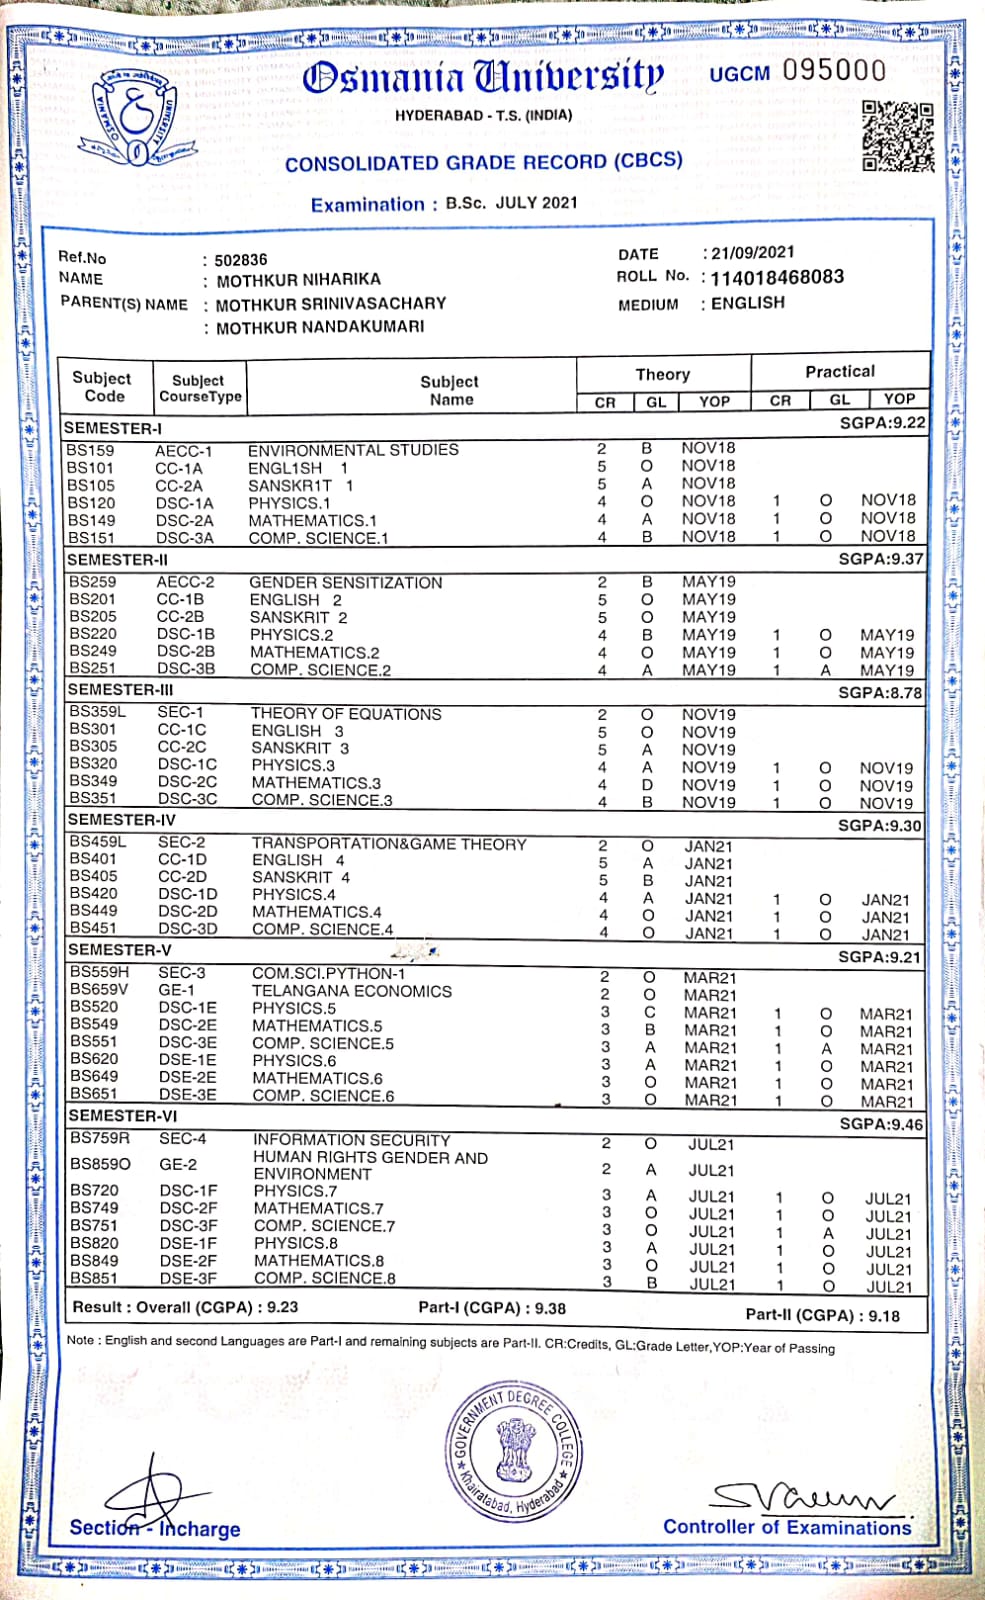 Osmania University
UGCM 095000
HYDERABAD - T.S. (INDIA)
CONSOLIDATED GRADE RECORD (CBCS)
Examination : B.Sc. JULY 2021
Ref.No : 502836
DATE : 21/09/2021
NAME : MOTHKUR NIHARIKA
ROLL No. : 114018468083
PARENT(S) NAME : MOTHKUR SRINIVASACHARY
MEDIUM : ENGLISH
: MOTHKUR NANDAKUMARI
Subject Code Subject CourseType Subject Name Theory Practical
CR GL YOP CR GL YOP
SEMESTER-I SGPA:9.22
BS159 AECC-1 ENVIRONMENTAL STUDIES 2 B NOV18
BS101 CC-1A ENGL1SH 1 5 O NOV18
BS105 CC-2A SANSKR1T 1 5 A NOV18
BS120 DSC-1A PHYSICS.1 4 O NOV18 1 O NOV18
BS149 DSC-2A MATHEMATICS.1 4 A NOV18 1 O NOV18
BS151 DSC-3A COMP. SCIENCE.1 4 B NOV18 1 O NOV18
SEMESTER-II SGPA:9.37
BS259 AECC-2 GENDER SENSITIZATION 2 B MAY19
BS201 CC-1B ENGLISH 2 5 O MAY19
BS205 CC-2B SANSKRIT 2 5 O MAY19
BS220 DSC-1B PHYSICS.2 4 B MAY19 1 O MAY19
BS249 DSC-2B MATHEMATICS.2 4 O MAY19 1 O MAY19
BS251 DSC-3B COMP. SCIENCE.2 4 A MAY19 1 A MAY19
SEMESTER-III SGPA:8.78
BS359L SEC-1 THEORY OF EQUATIONS 2 O NOV19
BS301 CC-1C ENGLISH 3 5 O NOV19
BS305 CC-2C SANSKRIT 3 5 A NOV19
BS320 DSC-1C PHYSICS.3 4 A NOV19 1 O NOV19
BS349 DSC-2C MATHEMATICS.3 4 D NOV19 1 O NOV19
BS351 DSC-3C COMP. SCIENCE.3 4 B NOV19 1 O NOV19
SEMESTER-IV SGPA:9.30
BS459L SEC-2 TRANSPORTATION&GAME THEORY 2 O JAN21
BS401 CC-1D ENGLISH 4 5 A JAN21
BS405 CC-2D SANSKRIT 4 5 B JAN21
BS420 DSC-1D PHYSICS.4 4 A JAN21 1 O JAN21
BS449 DSC-2D MATHEMATICS.4 4 O JAN21 1 O JAN21
BS451 DSC-3D COMP. SCIENCE.4 4 O JAN21 1 O JAN21
SEMESTER-V SGPA:9.21
BS559H SEC-3 COM.SCI.PYTHON-1 2 O MAR21
BS659V GE-1 TELANGANA ECONOMICS 2 O MAR21
BS520 DSC-1E PHYSICS.5 3 C MAR21 1 O MAR21
BS549 DSC-2E MATHEMATICS.5 3 B MAR21 1 O MAR21
BS551 DSC-3E COMP. SCIENCE.5 3 A MAR21 1 A MAR21
BS620 DSE-1E PHYSICS.6 3 A MAR21 1 O MAR21
BS649 DSE-2E MATHEMATICS.6 3 O MAR21 1 O MAR21
BS651 DSE-3E COMP. SCIENCE.6 3 O MAR21 1 O MAR21
SEMESTER-VI SGPA:9.46
BS759R SEC-4 INFORMATION SECURITY 2 O JUL21
BS859O GE-2 HUMAN RIGHTS GENDER AND ENVIRONMENT 2 A JUL21
BS720 DSC-1F PHYSICS.7 3 A JUL21 1 O JUL21
BS749 DSC-2F MATHEMATICS.7 3 O JUL21 1 O JUL21
BS751 DSC-3F COMP. SCIENCE.7 3 O JUL21 1 A JUL21
BS820 DSE-1F PHYSICS.8 3 A JUL21 1 O JUL21
BS849 DSE-2F MATHEMATICS.8 3 O JUL21 1 O JUL21
BS851 DSE-3F COMP. SCIENCE.8 3 B JUL21 1 O JUL21
Result : Overall (CGPA) : 9.23 Part-I (CGPA) : 9.38 Part-II (CGPA) : 9.18
Note : English and second Languages are Part-I and remaining subjects are Part-II. CR:Credits, GL:Grade Letter,YOP:Year of Passing
GOVERNMENT DEGREE COLLEGE
Khairatabad, Hyderabad
Section - Incharge
Controller of Examinations